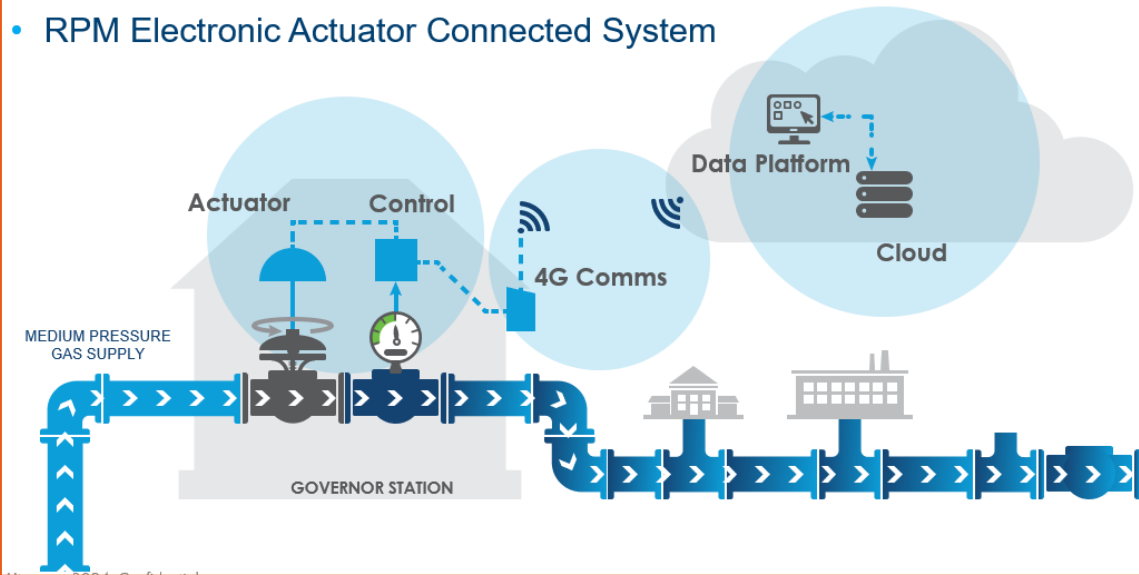 • RPM Electronic Actuator Connected System
Data Platform
Actuator
Control
Cloud
4G Comms
MEDIUM PRESSURE
GAS SUPPLY
GOVERNOR STATION